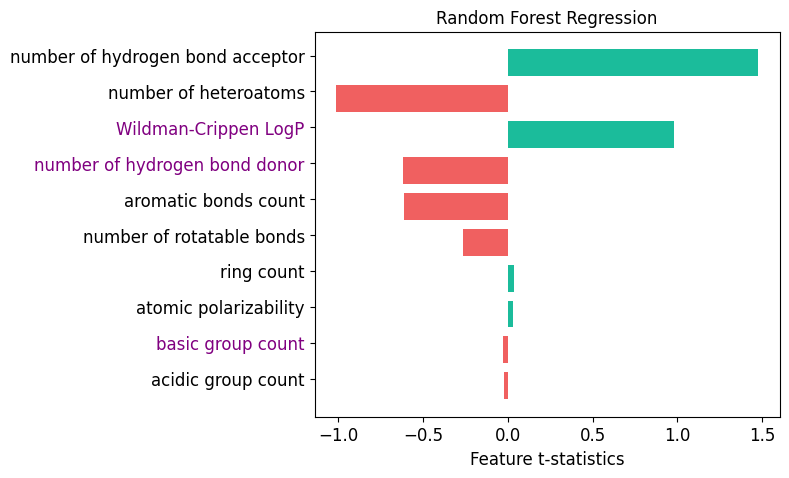 Random Forest Regression
number of hydrogen bond acceptor
number of heteroatoms
Wildman-Crippen LogP
number of hydrogen bond donor
aromatic bonds count
number of rotatable bonds
ring count
atomic polarizability
basic group count
acidic group count
−1.0 −0.5 0.0 0.5 1.0 1.5
Feature t-statistics